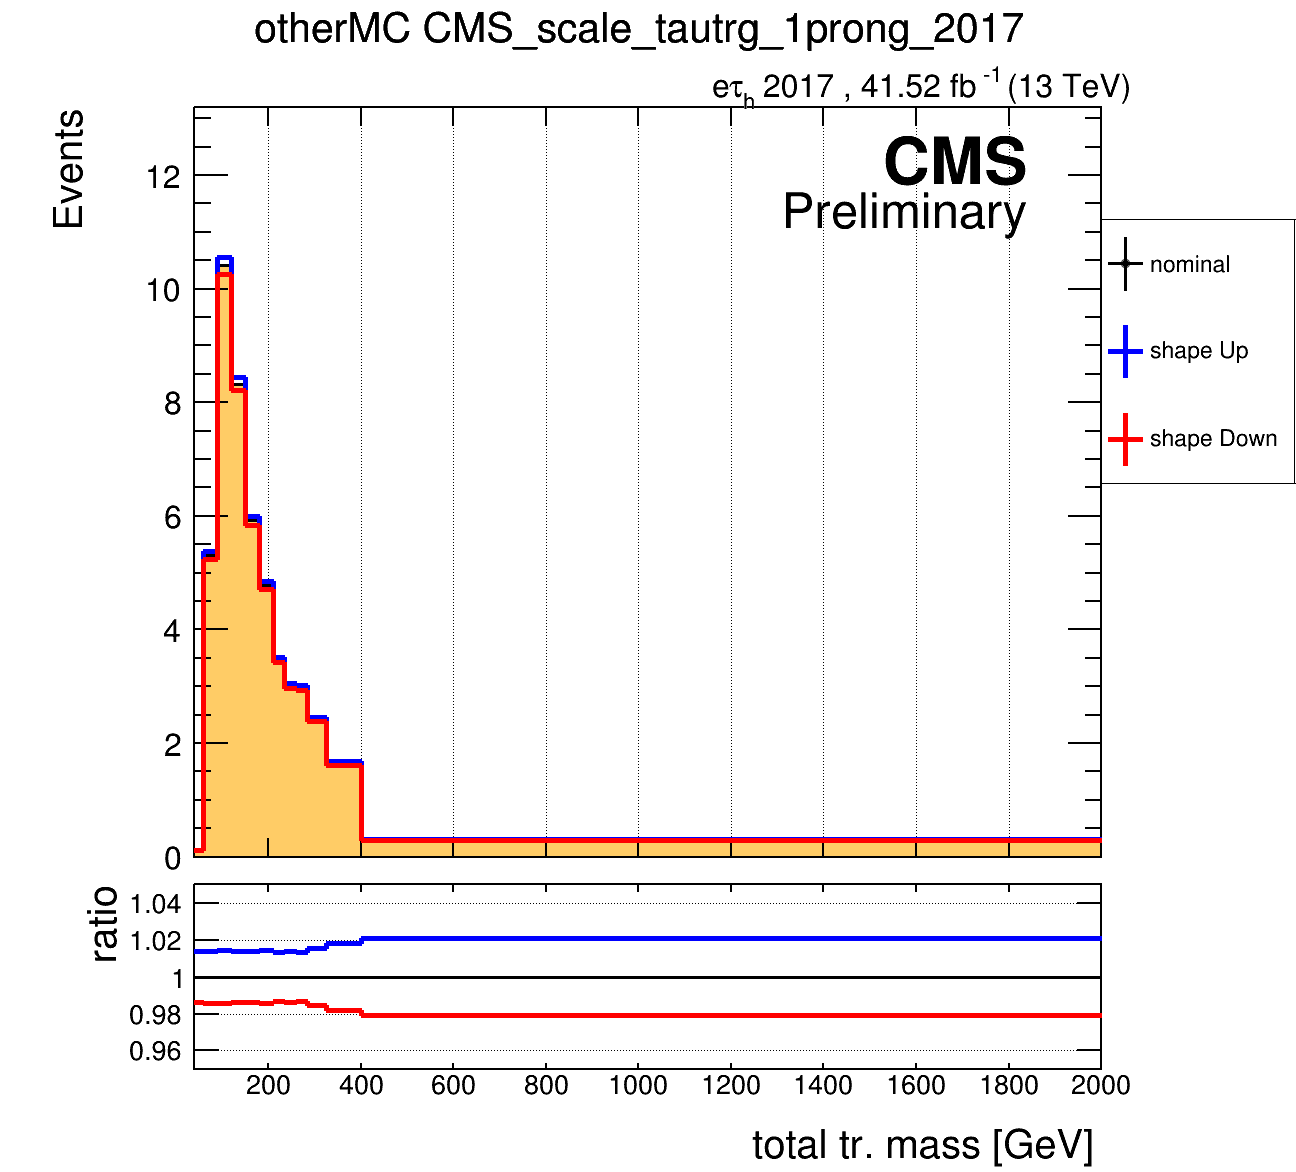 otherMC CMS_scale_tautrg_1prong_2017
eτh 2017 , 41.52 fb -1 (13 TeV)
Events
CMS
Preliminary
12
10
8
6
4
2
0
nominal
shape Up
shape Down
ratio
1.04
1.02
1
0.98
0.96
200 400 600 800 1000 1200 1400 1600 1800 2000
total tr. mass [GeV]